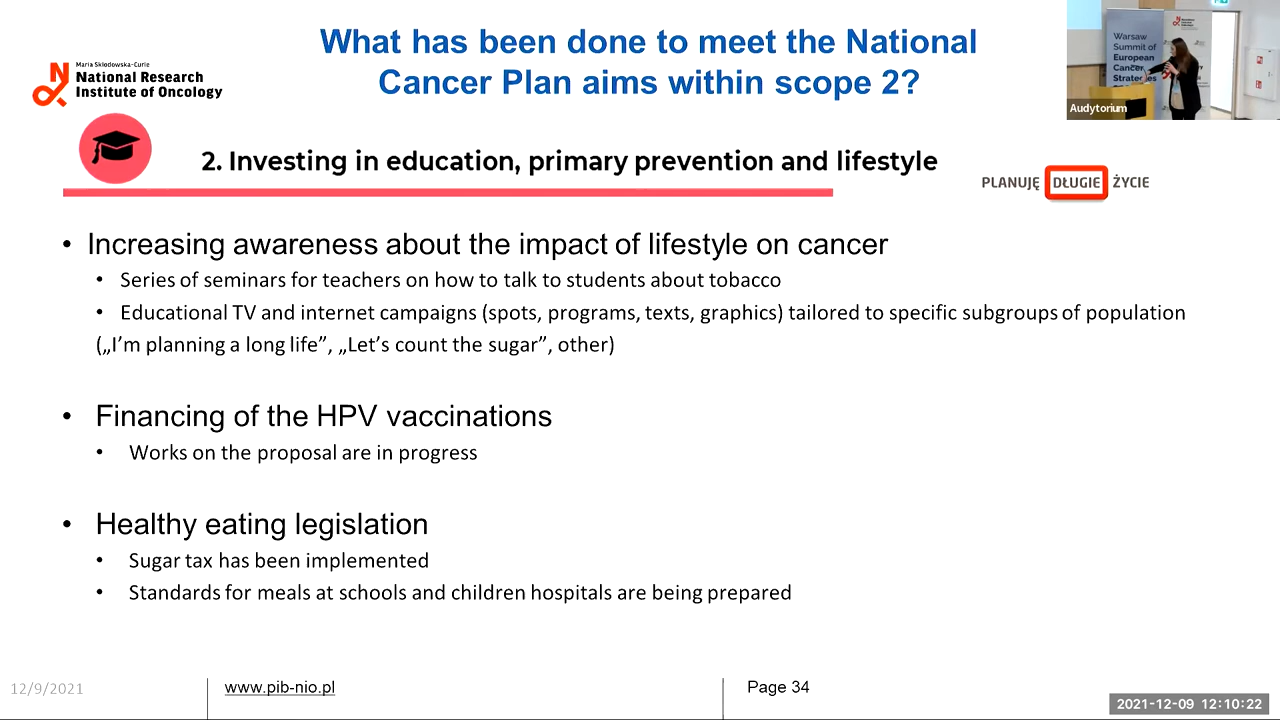 What has been done to meet the National
Cancer Plan aims within scope 2?
Maria Skłodowska-Curie
National Research
Institute of Oncology
Warsaw
Summit of
European
Cancer
Strategies
Audytorium
2. Investing in education, primary prevention and lifestyle
PLANUJĘ DŁUGIE ŻYCIE
• Increasing awareness about the impact of lifestyle on cancer
• Series of seminars for teachers on how to talk to students about tobacco
• Educational TV and internet campaigns (spots, programs, texts, graphics) tailored to specific subgroups of population
(„I’m planning a long life”, „Let’s count the sugar”, other)
• Financing of the HPV vaccinations
• Works on the proposal are in progress
• Healthy eating legislation
• Sugar tax has been implemented
• Standards for meals at schools and children hospitals are being prepared
12/9/2021
www.pib-nio.pl
Page 34
2021-12-09 12:10:22